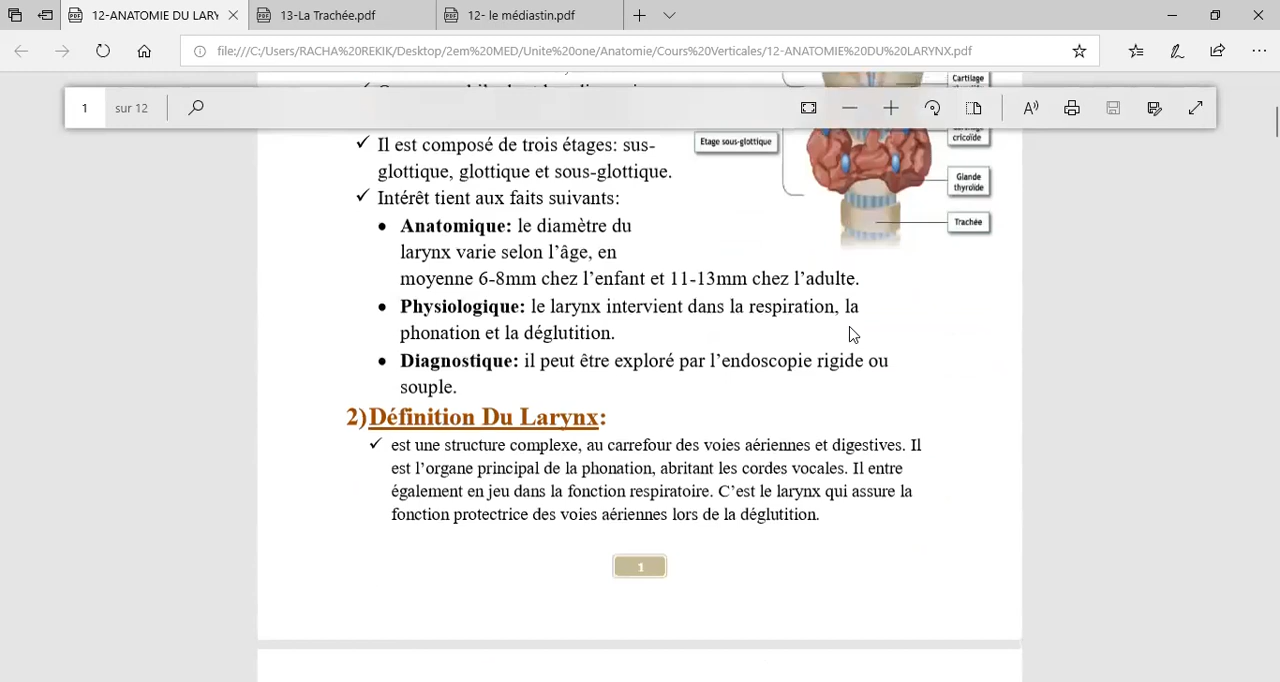 12-ANATOMIE DU LARY
13-La Trachée.pdf
12- le médiastin.pdf
file:///C:/Users/RACHA%20REKIK/Desktop/2em%20MED/Unite%20one/Anatomie/Cours%20Verticales/12-ANATOMIE%20DU%20LARYNX.pdf
1 sur 12
Cartilage
cricoïde
Etage sous-glottique
Glande
thyroïde
Trachée
✓ Il est composé de trois étages: sus-
glottique, glottique et sous-glottique.
✓ Intérêt tient aux faits suivants:
• Anatomique: le diamètre du
larynx varie selon l’âge, en
moyenne 6-8mm chez l’enfant et 11-13mm chez l’adulte.
• Physiologique: le larynx intervient dans la respiration, la
phonation et la déglutition.
• Diagnostique: il peut être exploré par l’endoscopie rigide ou
souple.
2)Définition Du Larynx:
✓ est une structure complexe, au carrefour des voies aériennes et digestives. Il
est l’organe principal de la phonation, abritant les cordes vocales. Il entre
également en jeu dans la fonction respiratoire. C’est le larynx qui assure la
fonction protectrice des voies aériennes lors de la déglutition.
1